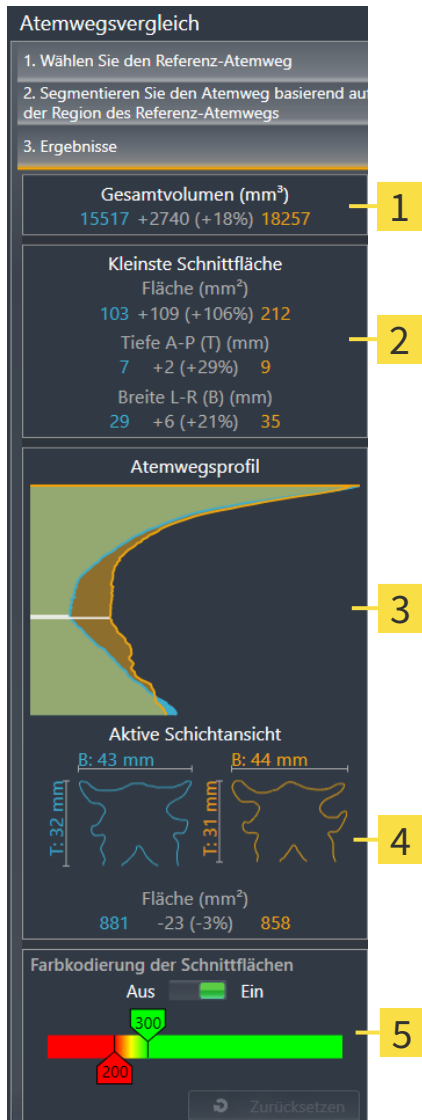 Atemwegsvergleich
1. Wählen Sie den Referenz-Atemweg
2. Segmentieren Sie den Atemweg basierend auf
der Region des Referenz-Atemwegs
3. Ergebnisse
Gesamtvolumen (mm³)
15517 +2740 (+18%) 18257
1
Kleinste Schnittfläche
Fläche (mm²)
103 +109 (+106%) 212
Tiefe A-P (T) (mm)
7 +2 (+29%) 9
Breite L-R (B) (mm)
29 +6 (+21%) 35
2
Atemwegsprofil
3
Aktive Schichtansicht
B: 43 mm B: 44 mm
T: 32 mm T: 31 mm
4
Fläche (mm²)
881 -23 (-3%) 858
Farbkodierung der Schnittflächen
Aus Ein
300
5
200
Zurücksetzen